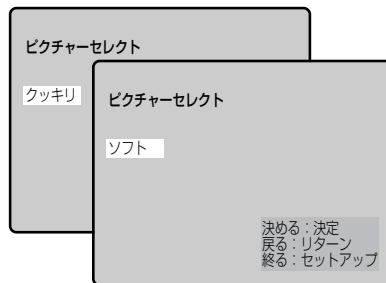 ピクチャーセレクト
クッキリ
ピクチャーセレクト
ソフト
決める：決定
戻る：リターン
終る：セットアップ